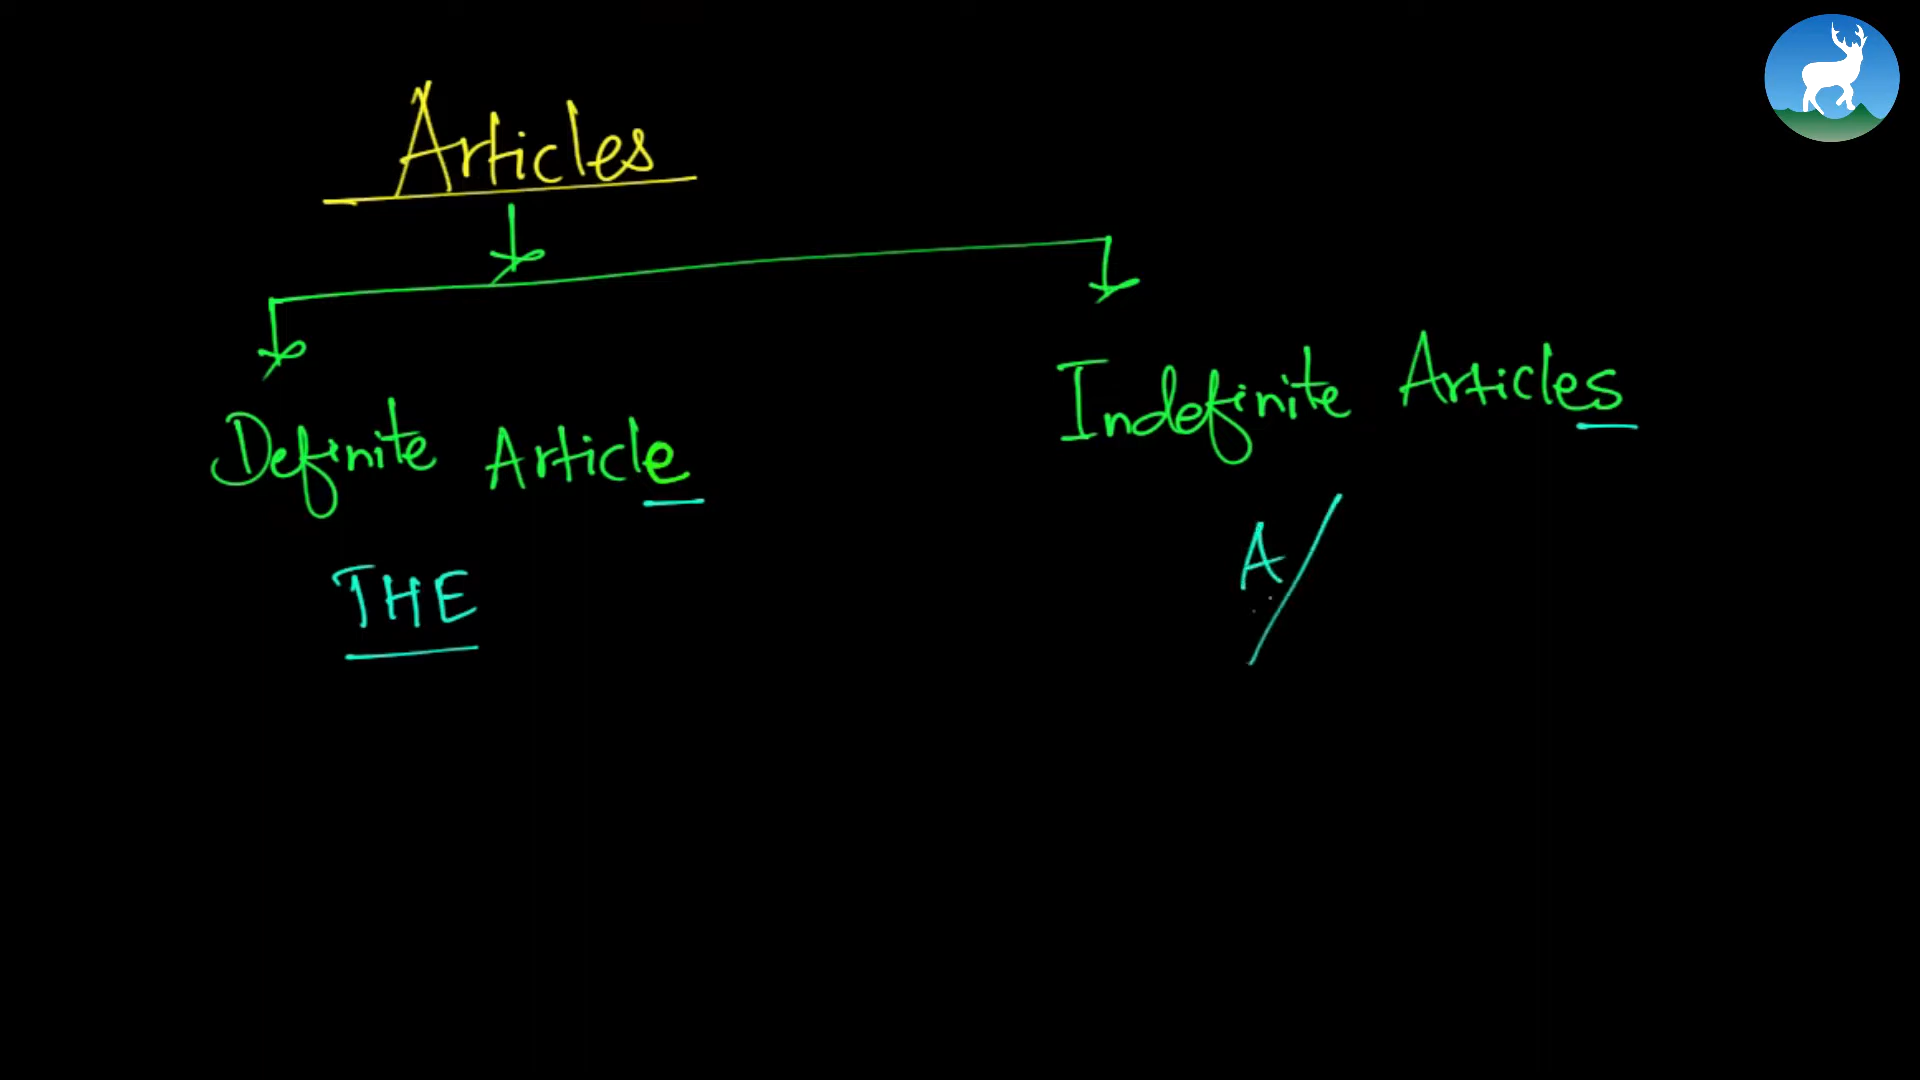 Articles
Definite Article
Indefinite Articles
THE
A/